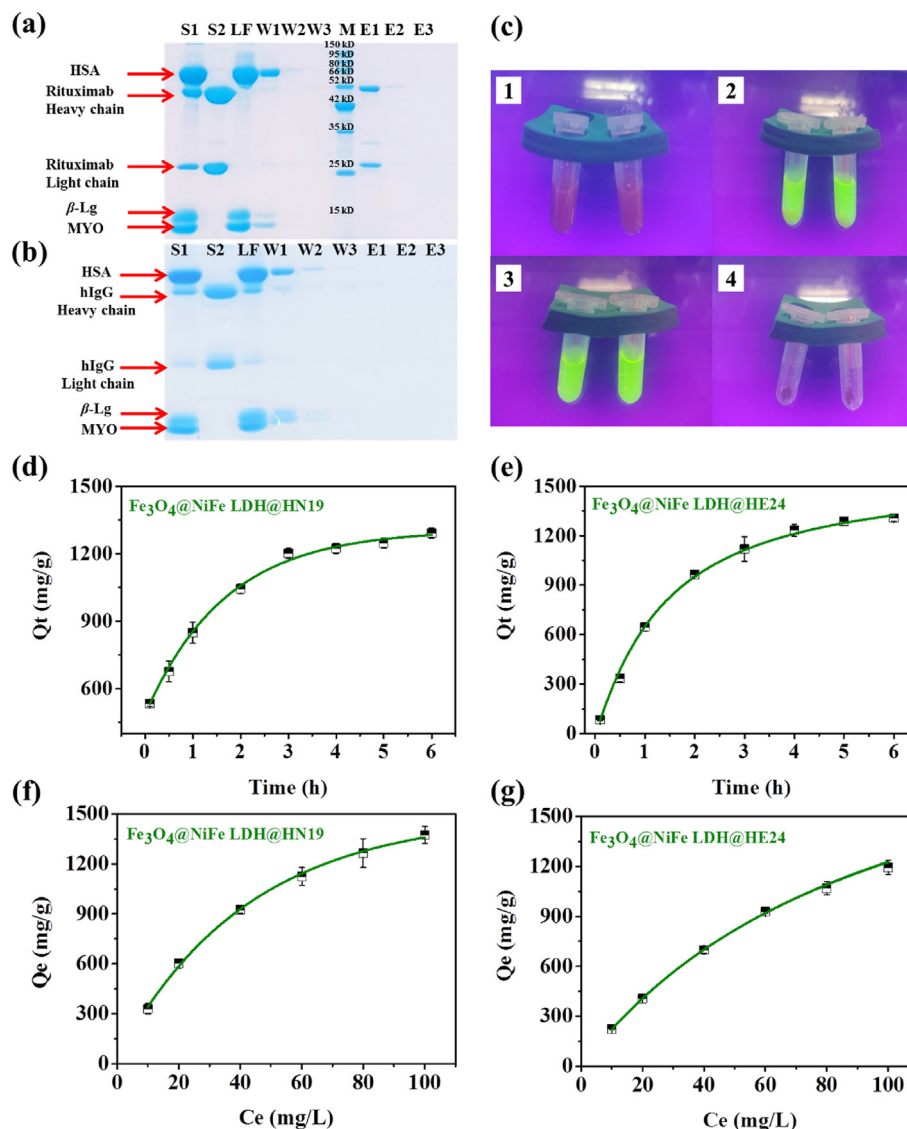 (a)
S1 S2 LF W1 W2 W3 M E1 E2 E3
150 kD
95 kD
80 kD
66 kD
52 kD
42 kD
35 kD
25 kD
15 kD
HSA
Rituximab
Heavy chain
Rituximab
Light chain
β-Lg
MYO
(b)
S1 S2 LF W1 W2 W3 E1 E2 E3
HSA
hIgG
Heavy chain
hIgG
Light chain
β-Lg
MYO
(c)
1
2
3
4
(d)
Fe₃O₄@NiFe LDH@HN19
Qt (mg/g)
1500
1200
900
600
0 1 2 3 4 5 6
Time (h)
(e)
Fe₃O₄@NiFe LDH@HE24
Qt (mg/g)
1500
1200
900
600
300
0
0 1 2 3 4 5 6
Time (h)
(f)
Fe₃O₄@NiFe LDH@HN19
Qe (mg/g)
1500
1200
900
600
300
0
0 20 40 60 80 100
Ce (mg/L)
(g)
Fe₃O₄@NiFe LDH@HE24
Qe (mg/g)
1500
1200
900
600
300
0
0 20 40 60 80 100
Ce (mg/L)